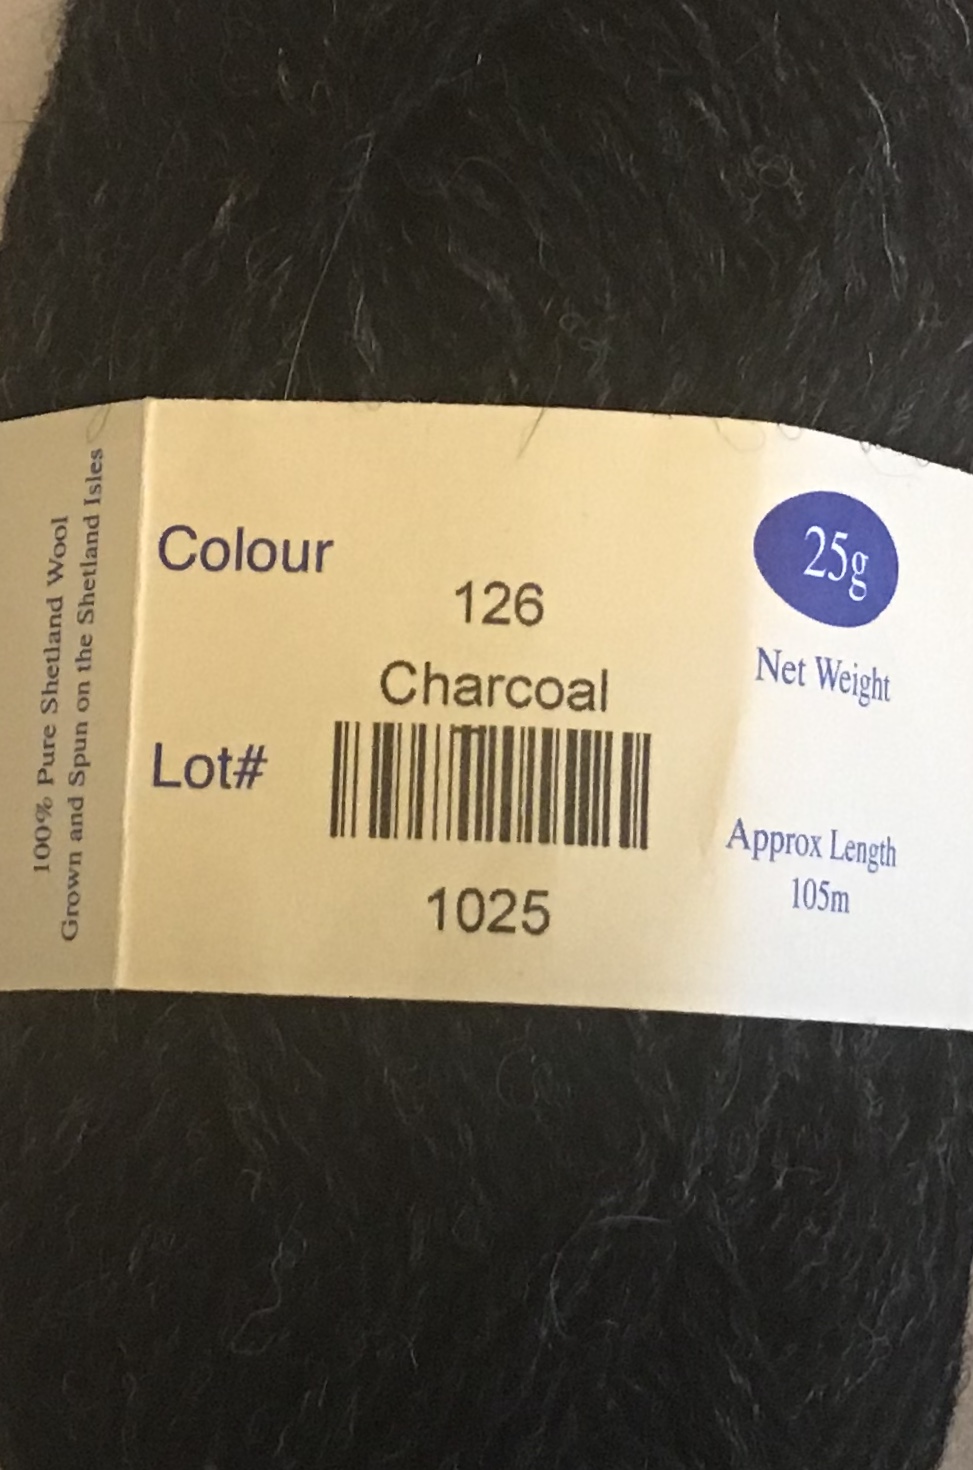 100% Pure Shetland Wool
Grown and Spun on the Shetland Isles
Colour
126
Charcoal
Lot#
1025
25g
Net Weight
Approx Length
105m